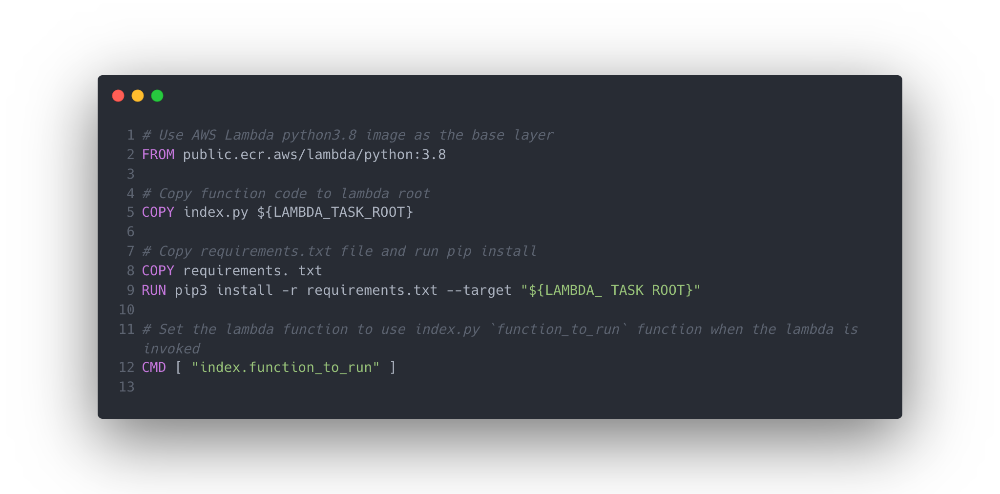 1 # Use AWS Lambda python3.8 image as the base layer
2 FROM public.ecr.aws/lambda/python:3.8
3
4 # Copy function code to lambda root
5 COPY index.py ${LAMBDA_TASK_ROOT}
6
7 # Copy requirements.txt file and run pip install
8 COPY requirements. txt
9 RUN pip3 install -r requirements.txt --target "${LAMBDA_ TASK ROOT}"
10
11 # Set the lambda function to use index.py `function_to_run` function when the lambda is
invoked
12 CMD [ "index.function_to_run" ]
13